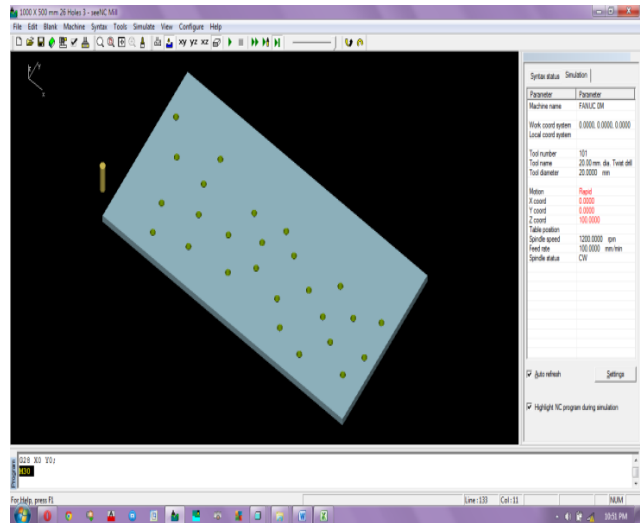 1000 X 500 mm 26 Holes 3 - seeNC Mill
File Edit Blank Machine Syntax Tools Simulate View Configure Help
xy yz xz
Syntax status Simulation
Parameter Parameter
Machine name FANUC 0M
Work coord system 0.0000, 0.0000, 0.0000
Local coord system
Tool number 101
Tool name 20.00 mm. dia. Twist drill
Tool diameter 20.0000 mm
Motion Rapid
X coord 0.0000
Y coord 0.0000
Z coord 100.0000
Table position
Spindle speed 1200.0000 rpm
Feed rate 100.0000 mm/min
Spindle status CW
Auto refresh Settings
Highlight NC program during simulation
Program
G28 X0 Y0;
M30
For Help, press F1 Line: 133 Col: 11 NUM
10:51 PM